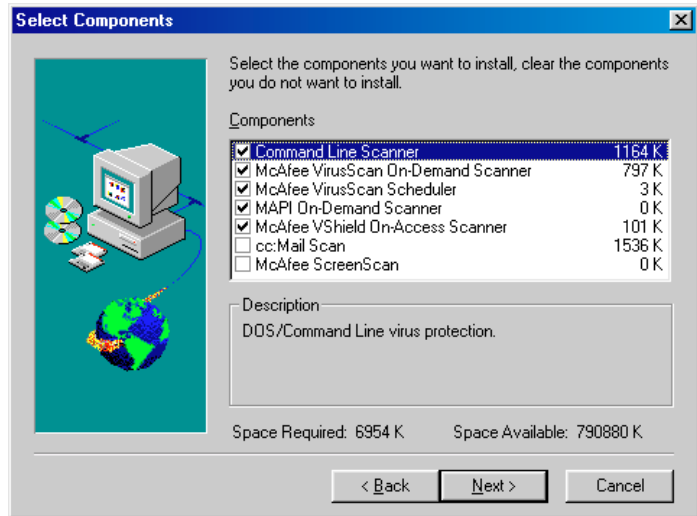 Select Components
Select the components you want to install, clear the components
you do not want to install.
Components
Command Line Scanner 1164 K
McAfee VirusScan On-Demand Scanner 797 K
McAfee VirusScan Scheduler 3 K
MAPI On-Demand Scanner 0 K
McAfee VShield On-Access Scanner 101 K
cc:Mail Scan 1536 K
McAfee ScreenScan 0 K
Description
DOS/Command Line virus protection.
Space Required: 6954 K Space Available: 790880 K
< Back Next > Cancel